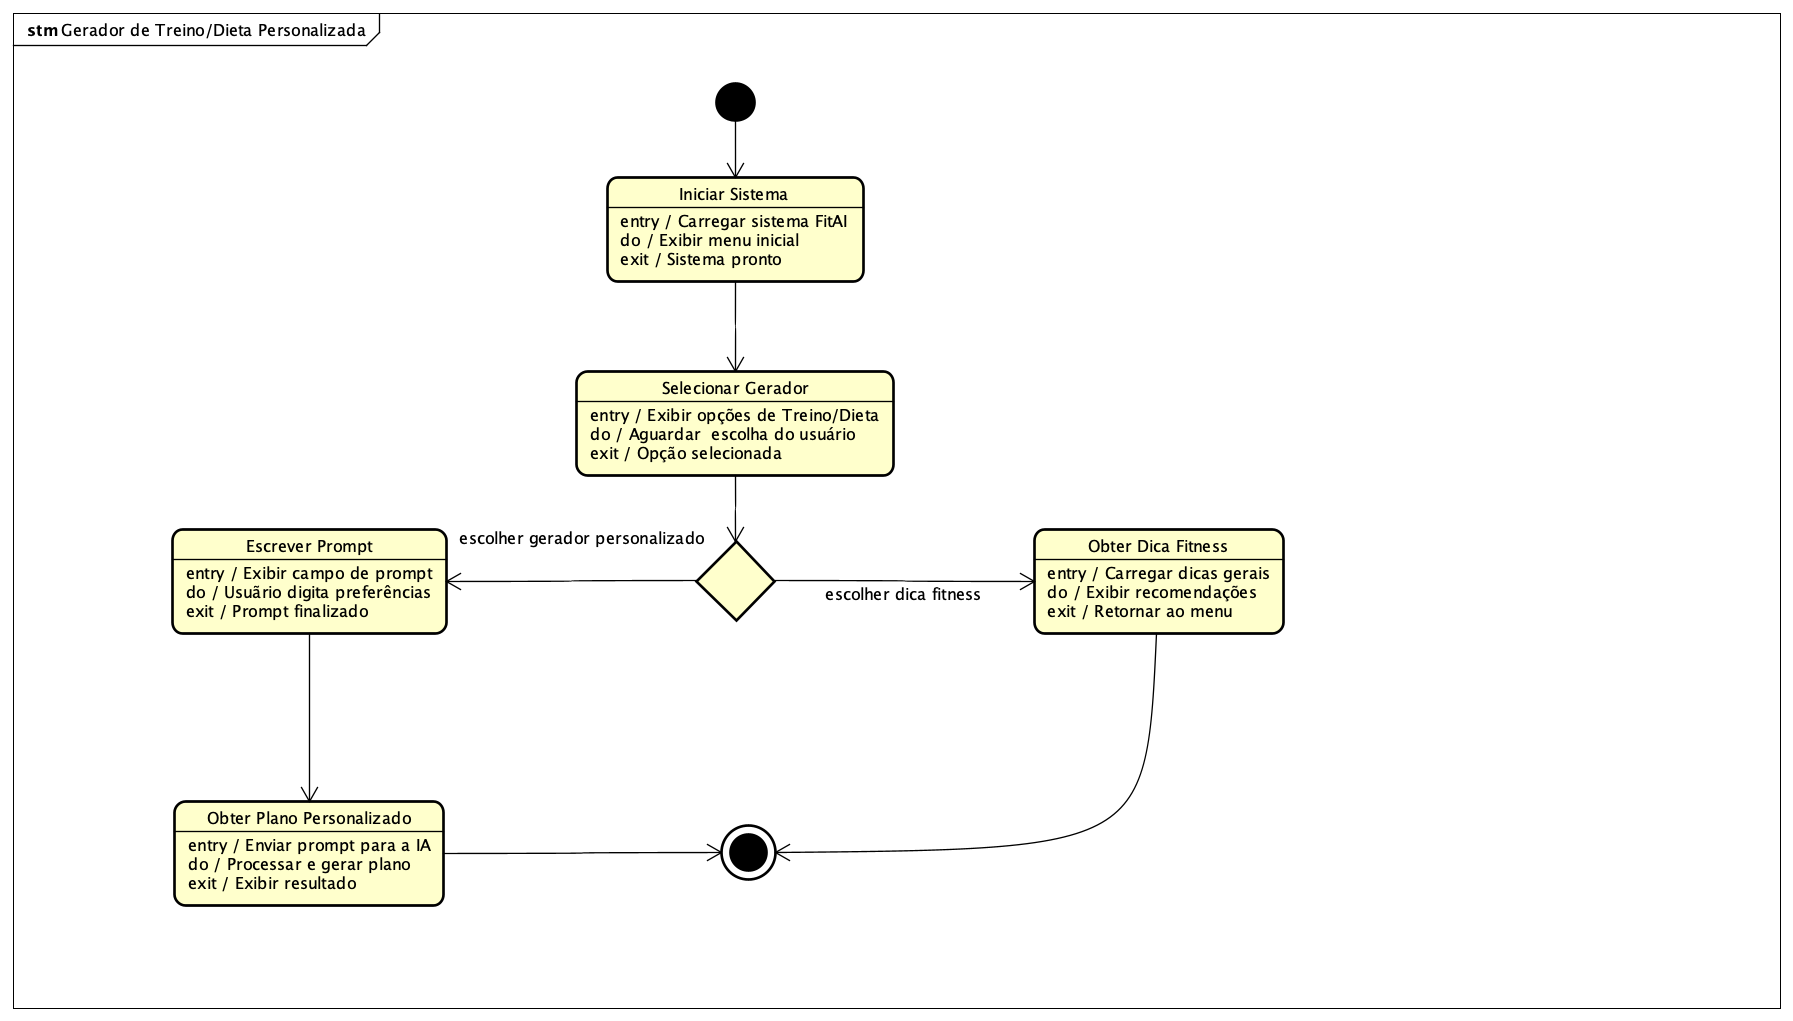 stm Gerador de Treino/Dieta Personalizada
Iniciar Sistema
entry / Carregar sistema FitAI
do / Exibir menu inicial
exit / Sistema pronto
Selecionar Gerador
entry / Exibir opções de Treino/Dieta
do / Aguardar  escolha do usuário
exit / Opção selecionada
escolher gerador personalizado
escolher dica fitness
Escrever Prompt
entry / Exibir campo de prompt
do / Usuãrio digita preferências
exit / Prompt finalizado
Obter Dica Fitness
entry / Carregar dicas gerais
do / Exibir recomendações
exit / Retornar ao menu
Obter Plano Personalizado
entry / Enviar prompt para a IA
do / Processar e gerar plano
exit / Exibir resultado